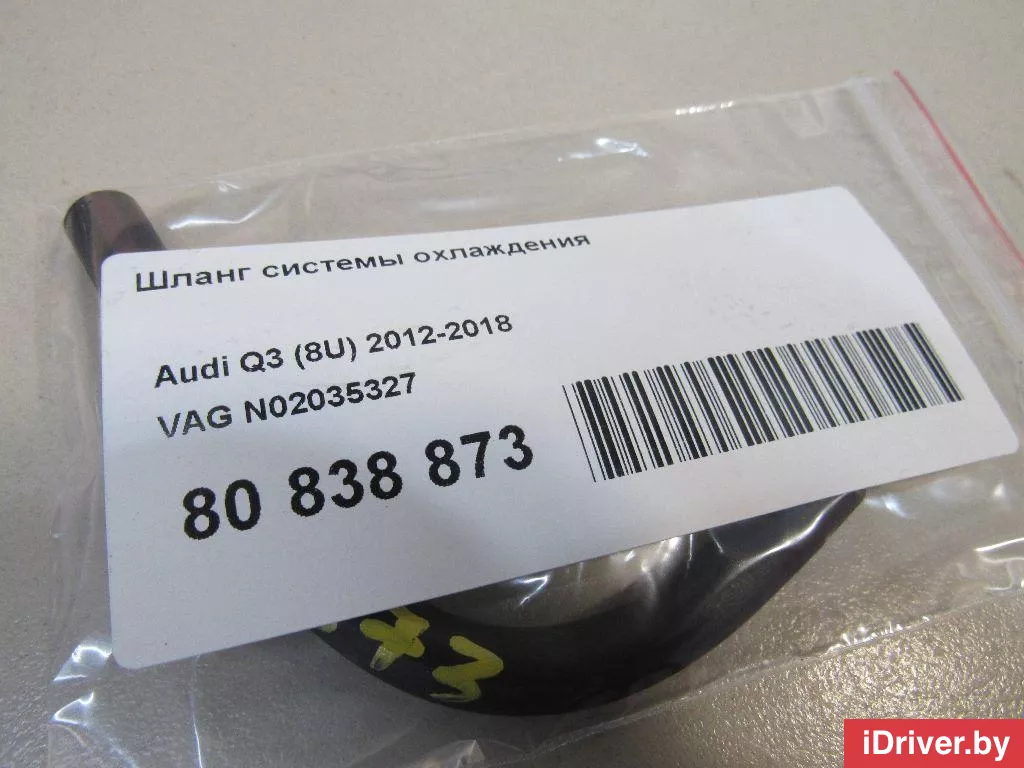 Шланг системы охлаждения
Audi Q3 (8U) 2012-2018
VAG N02035327
80 838 873
iDriver.by